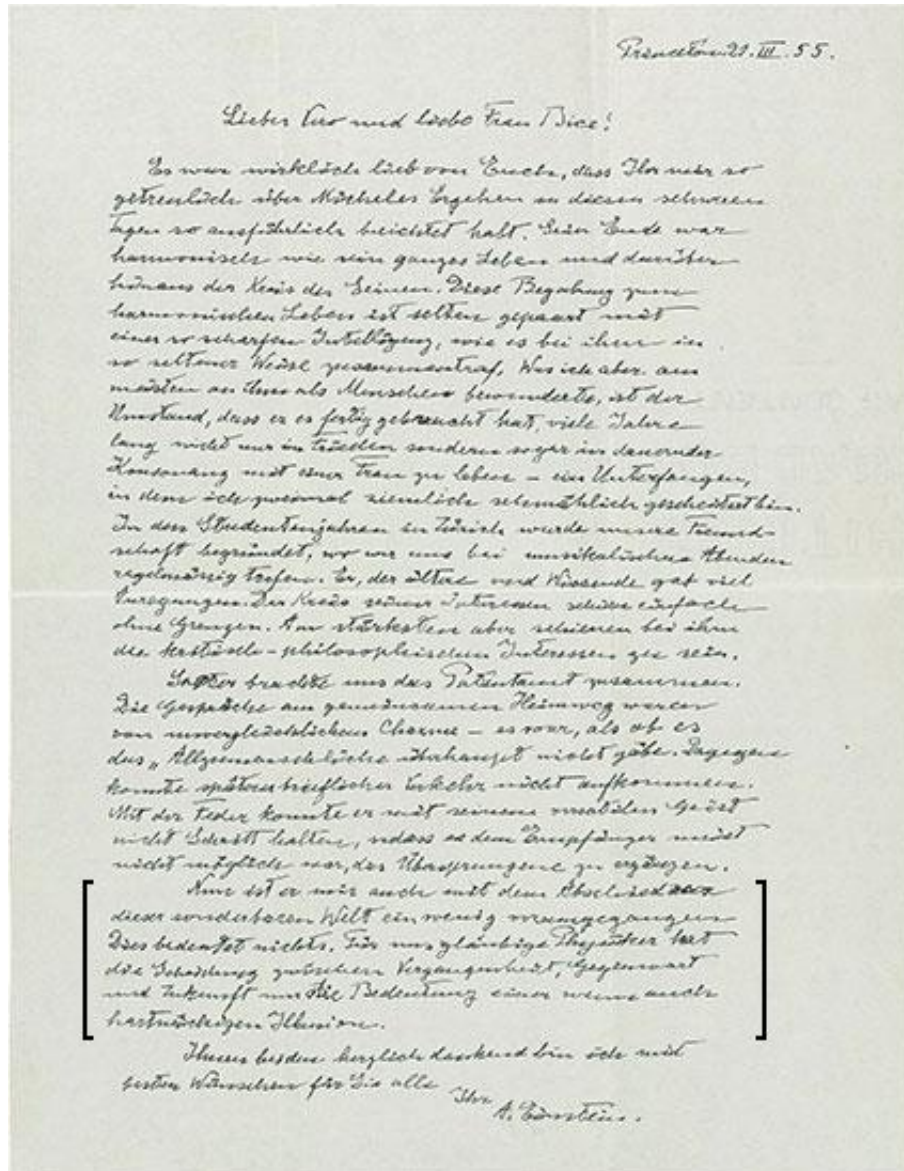 Princeton 21. III. 55.
Lieber Vero und liebe Frau Bice!
Es war wirklich lieb von Euch, dass Ihr mir so
getreulich über Micheles Ergehen in diesen schweren
Tagen so ausführlich berichtet habt. Sein Ende war
harmonisch wie sein ganzes Leben und darüber
hinaus der Kreis der Seinen. Diese Begabung zum
harmonischen Leben ist selten gepaart mit
einer so scharfen Intelligenz, wie es bei ihm in
so seltener Weise zusammentraf. Was ich aber am
meisten an ihm als Menschen bewunderte, ist der
Umstand, dass er es fertig gebracht hat, viele Jahre
lang nicht nur in Frieden sondern sogar in dauernder
Konsonanz mit einer Frau zu leben – ein Unterfangen,
in dem ich zweimal ziemlich schmählich gescheitert bin.
In den Studentenjahren in Zürich wurde unsere Freund-
schaft begründet, wo wir uns bei musikalischen Abenden
regelmässig trafen. Er, der ältere und Wissende gab viel
Anregungen. Der Kreis seiner Interessen schien einfach
ohne Grenzen. Am stärksten aber schienen bei ihm
die kritisch-philosophischen Interessen zu sein.
Später brachte uns das Patentamt zusammen.
Die Gespräche am gemeinsamen Heimweg waren
von unvergleichlichem Charme – es war, als ob es
das „Allzumenschliche überhaupt nicht gäbe. Dagegen
konnte später brieflicher Verkehr nicht aufkommen.
Mit der Feder konnte er mit seinem Geist
nicht Schritt halten, sodass es dem Empfänger meist
nicht möglich war, das Übersprungene zu ergänzen.
Nun ist er mir auch mit dem Abschied von
dieser sonderbaren Welt ein wenig vorausgegangen
Dies bedeutet nichts. Für uns gläubige Physiker hat
die Scheidung zwischen Vergangenheit, Gegenwart
und Zukunft nur die Bedeutung einer wenn auch
hartnäckigen Illusion.
Ihnen beiden herzlich dankend bin ich mit
besten Wünschen für Sie alle
Ihr
A. Einstein.